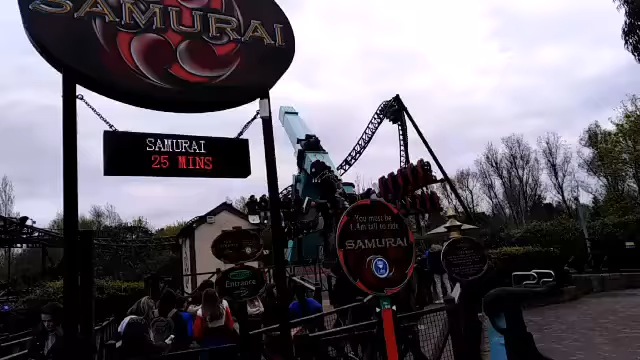 SAMURAI
SAMURAI
25 MINS
You must be
1.4m tall to ride
SAMURAI
Entrance